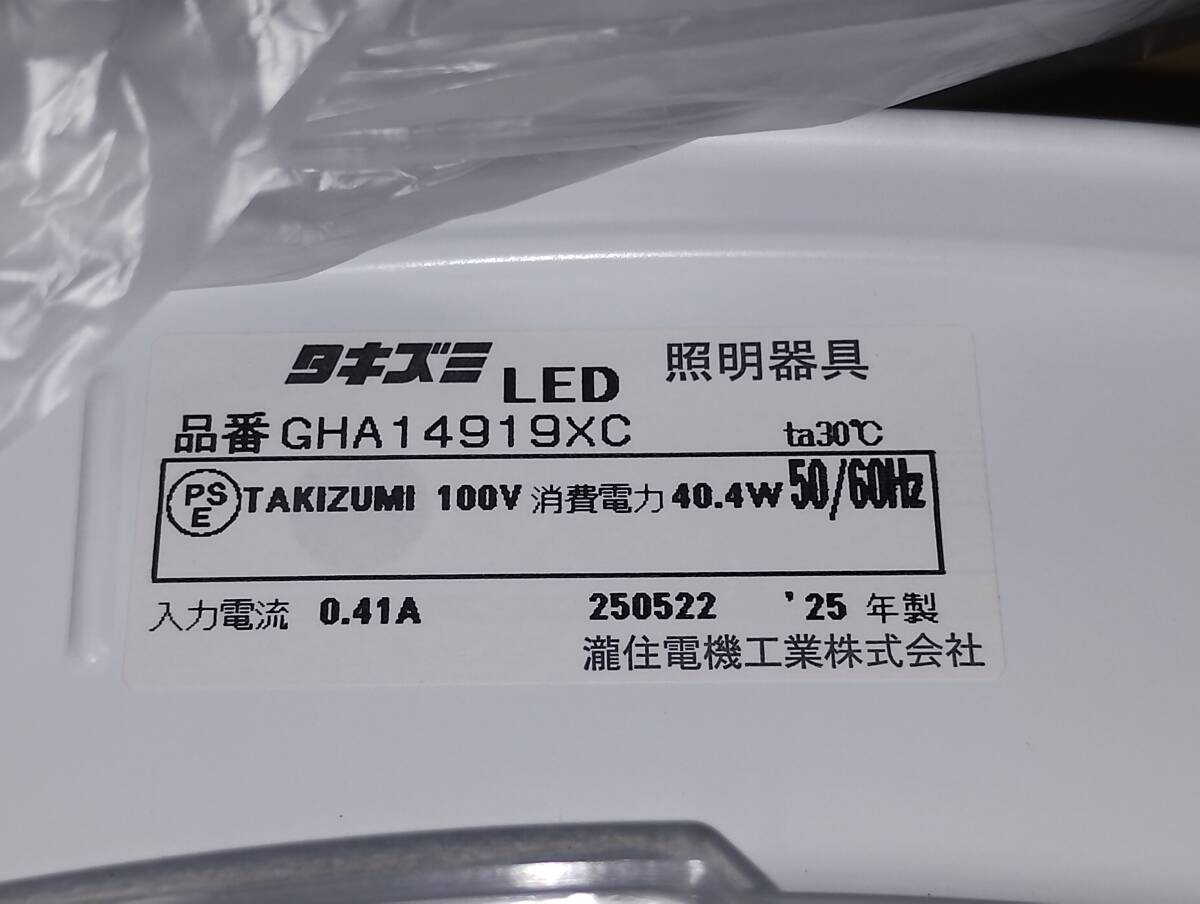 タキズミ LED 照明器具
品番 GHA14919XC ta30℃
PSE TAKIZUMI 100V 消費電力 40.4W 50/60Hz
入力電流 0.41A 250522 '25 年製
瀧住電機工業株式会社